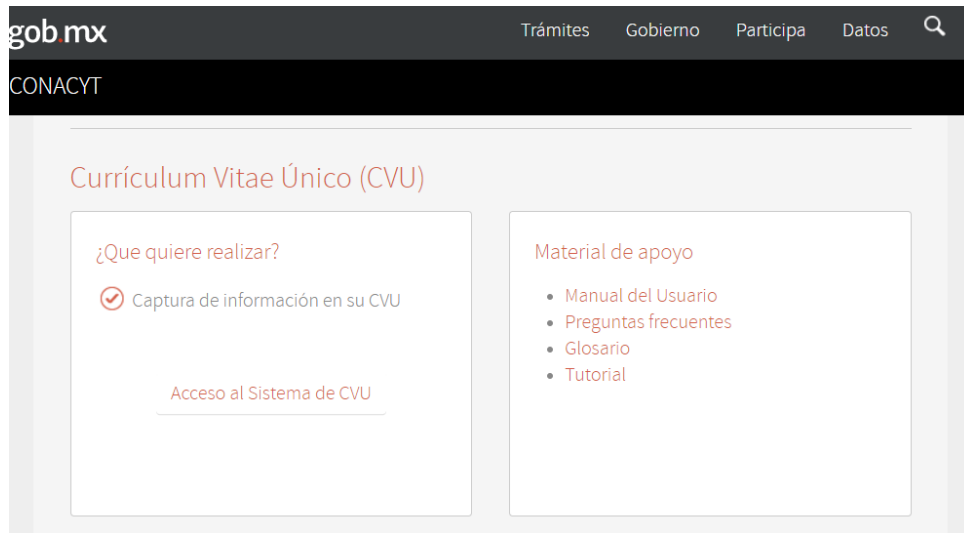 gob.mx
Trámites Gobierno Participa Datos
CONACYT
Currículum Vitae Único (CVU)
¿Que quiere realizar?
Captura de información en su CVU
Acceso al Sistema de CVU
Material de apoyo
Manual del Usuario
Preguntas frecuentes
Glosario
Tutorial